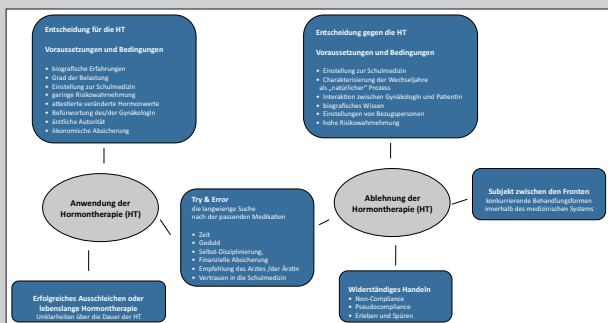 Entscheidung für die HT
Voraussetzungen und Bedingungen
• biografische Erfahrungen
• Grad der Belastung
• Einstellung zur Schulmedizin
• geringe Risikowahrnehmung
• attestierte veränderte Hormonwerte
• Befürwortung des/der GynäkologIn
• ärztliche Autorität
• ökonomische Absicherung
Entscheidung gegen die HT
Voraussetzungen und Bedingungen
• Einstellung zur Schulmedizin
• Charakterisierung der Wechseljahre
als „natürlicher" Prozess
• Interaktion zwischen GynäkologIn und Patientin
• biografisches Wissen
• Einstellungen von Bezugspersonen
• hohe Risikowahrnehmung
Anwendung der
Hormontherapie (HT)
Try & Error
die langwierige Suche
nach der passenden Medikation
• Zeit
• Geduld
• Selbst-Disziplinierung,
• Finanzielle Absicherung
• Empfehlung des Arztes /der Ärztin
• Vertrauen in die Schulmedizin
Ablehnung der
Hormontherapie (HT)
Subjekt zwischen den Fronten
konkurrierende Behandlungsformen
innerhalb des medizinischen Systems
Erfolgreiches Ausschleichen oder
lebenslange Hormontherapie
Unklarheiten über die Dauer der HT
Widerständiges Handeln
• Non-Compliance
• Pseudocompliance
• Erleben und Spüren